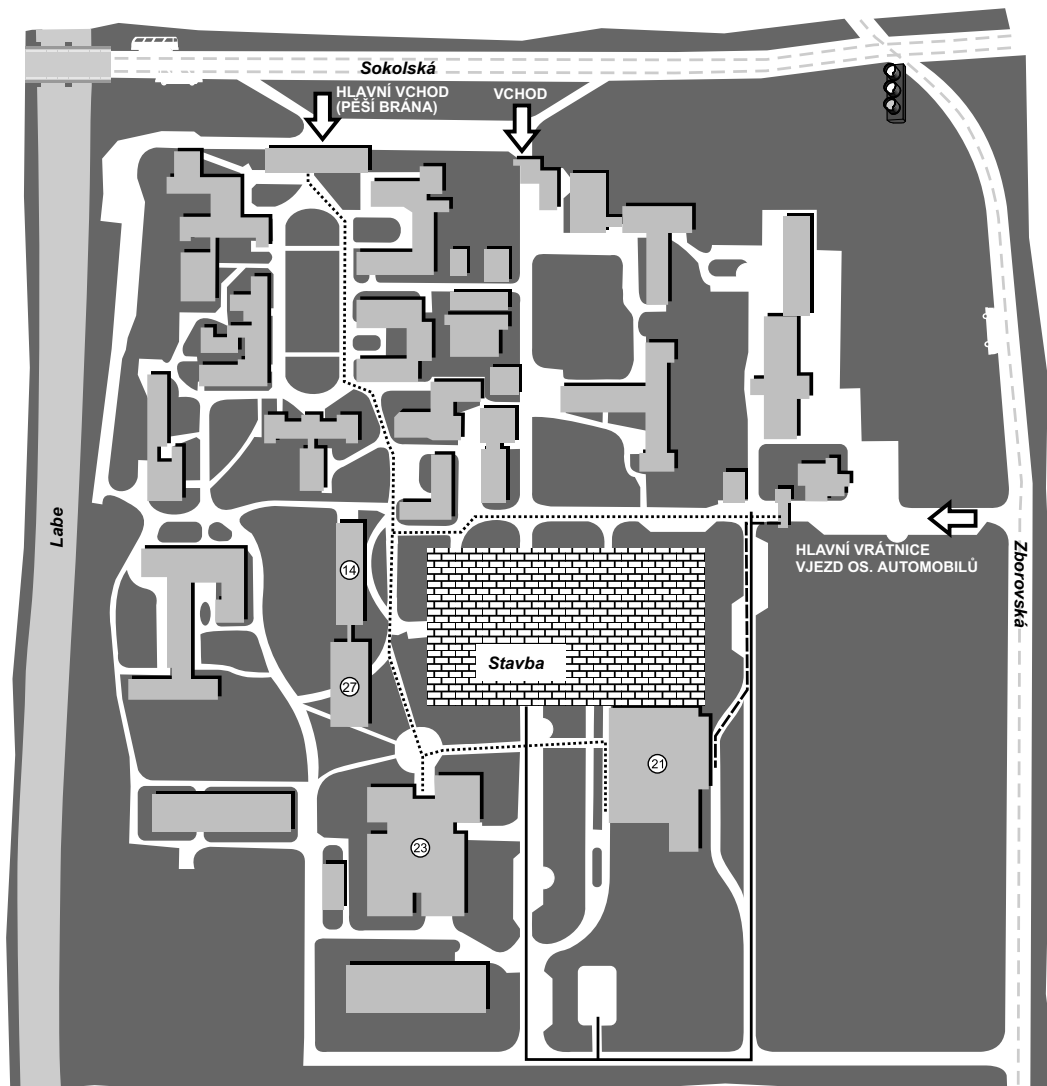 Sokolská
HLAVNÍ VCHOD
(PĚŠÍ BRÁNA)
VCHOD
Labe
HLAVNÍ VRÁTNICE
VJEZD OS. AUTOMOBILŮ
Zborovská
14
Stavba
27
21
23